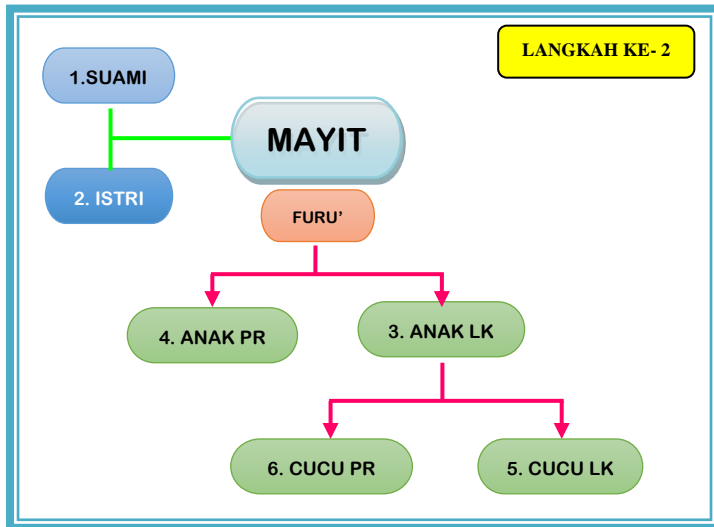 LANGKAH KE- 2
1.SUAMI
MAYIT
2. ISTRI
FURU’
4. ANAK PR
3. ANAK LK
6. CUCU PR
5. CUCU LK